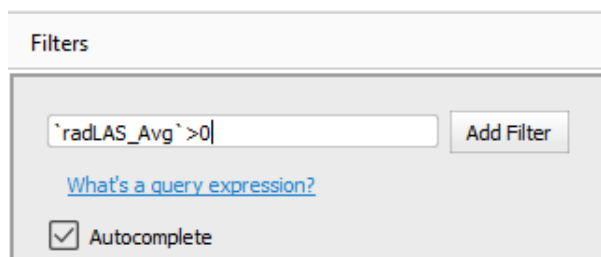 Filters
`radLAS_Avg`>0
Add Filter
What's a query expression?
Autocomplete